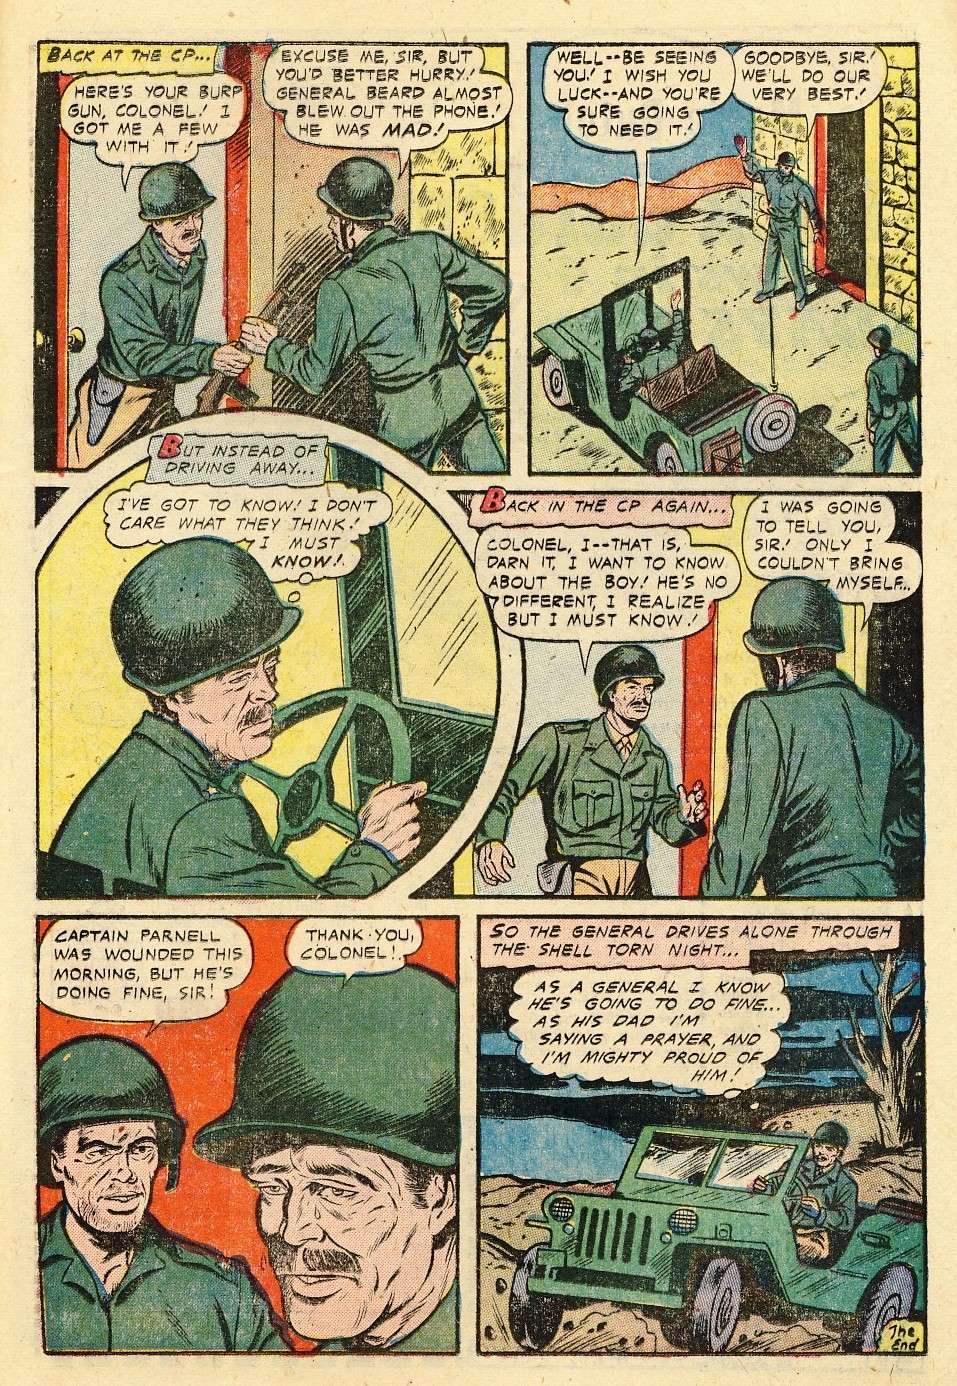 BACK AT THE CP...
HERE'S YOUR BURP
GUN, COLONEL! I
GOT ME A FEW
WITH IT!
EXCUSE ME, SIR, BUT
YOU'D BETTER HURRY!
GENERAL BEARD ALMOST
BLEW OUT THE PHONE!
HE WAS MAD!
WELL--BE SEEING
YOU! I WISH YOU
LUCK--AND YOU'RE
SURE GOING
TO NEED IT!
GOODBYE, SIR!
WE'LL DO OUR
VERY BEST!
BUT INSTEAD OF
DRIVING AWAY...
I'VE GOT TO KNOW! I DON'T
CARE WHAT THEY THINK!
I MUST
KNOW!
BACK IN THE CP AGAIN...
COLONEL, I--THAT IS,
DARN IT, I WANT TO KNOW
ABOUT THE BOY! HE'S NO
DIFFERENT, I REALIZE
BUT I MUST KNOW!
I WAS GOING
TO TELL YOU,
SIR! ONLY I
COULDN'T BRING
MYSELF...
CAPTAIN PARNELL
WAS WOUNDED THIS
MORNING, BUT HE'S
DOING FINE, SIR!
THANK YOU,
COLONEL!
SO THE GENERAL DRIVES ALONE THROUGH
THE SHELL TORN NIGHT...
AS A GENERAL I KNOW
HE'S GOING TO DO FINE...
AS HIS DAD I'M
SAYING A PRAYER, AND
I'M MIGHTY PROUD OF
HIM!
The
End